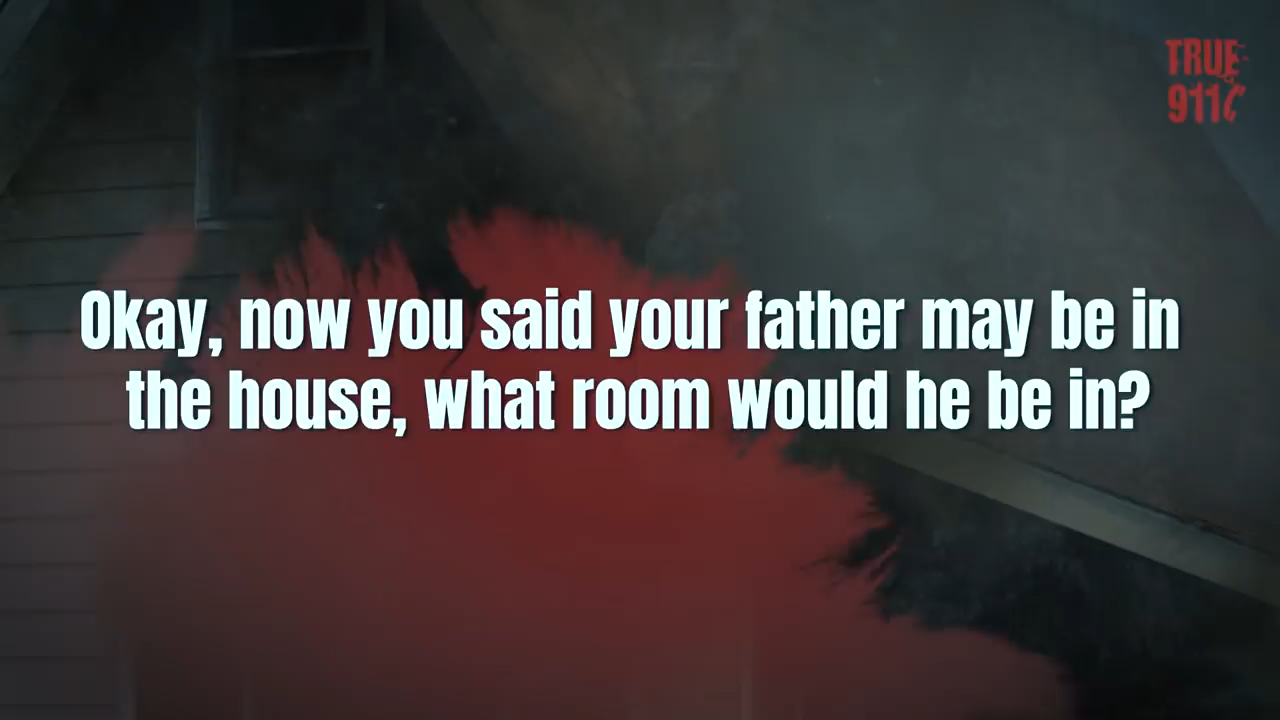 TRUE
911
Okay, now you said your father may be in
the house, what room would he be in?